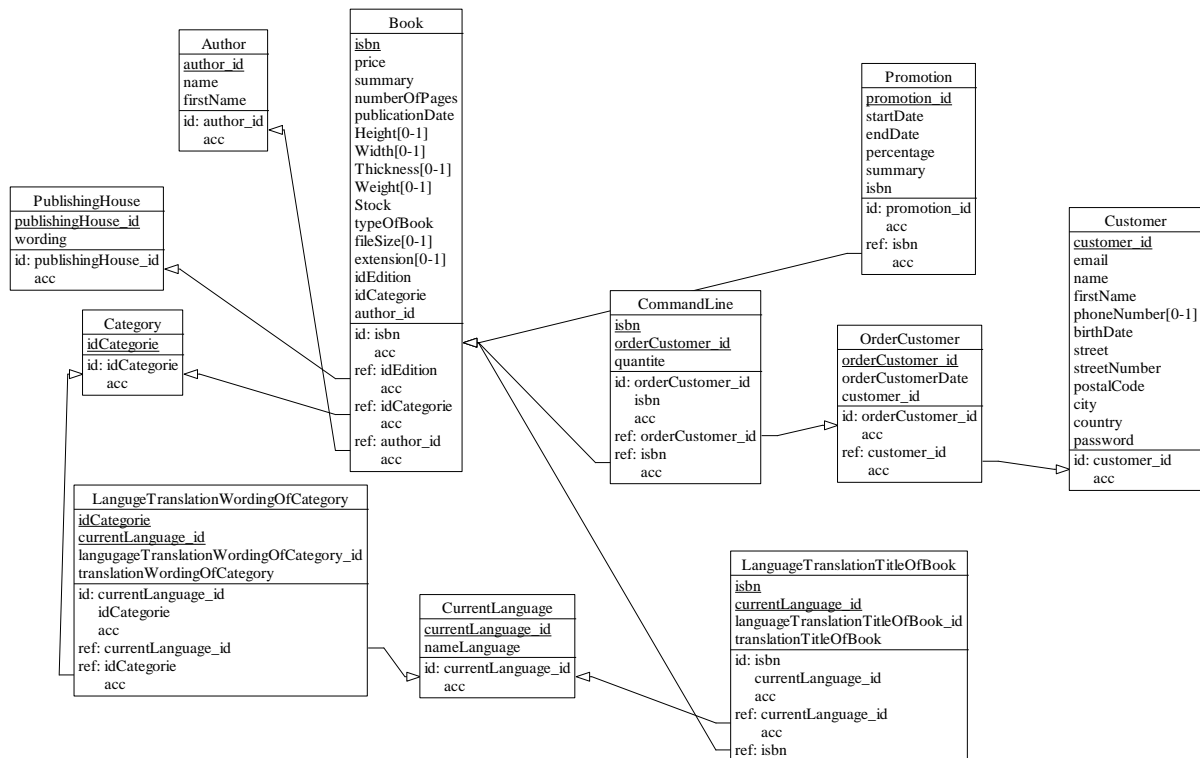 Book
isbn
price
summary
numberOfPages
publicationDate
Height[0-1]
Width[0-1]
Thickness[0-1]
Weight[0-1]
Stock
typeOfBook
fileSize[0-1]
extension[0-1]
idEdition
idCategorie
author_id
id: isbn
acc
ref: idEdition
acc
ref: idCategorie
acc
ref: author_id
acc
Author
author_id
name
firstName
id: author_id
acc
PublishingHouse
publishingHouse_id
wording
id: publishingHouse_id
acc
Category
idCategorie
id: idCategorie
acc
Promotion
promotion_id
startDate
endDate
percentage
summary
isbn
id: promotion_id
acc
ref: isbn
acc
Customer
customer_id
email
name
firstName
phoneNumber[0-1]
birthDate
street
streetNumber
postalCode
city
country
password
id: customer_id
acc
CommandLine
isbn
orderCustomer_id
quantite
id: orderCustomer_id
isbn
acc
ref: orderCustomer_id
ref: isbn
acc
OrderCustomer
orderCustomer_id
orderCustomerDate
customer_id
id: orderCustomer_id
acc
ref: customer_id
acc
LangugeTranslationWordingOfCategory
idCategorie
currentLanguage_id
langugageTranslationWordingOfCategory_id
translationWordingOfCategory
id: currentLanguage_id
idCategorie
acc
ref: currentLanguage_id
ref: idCategorie
acc
CurrentLanguage
currentLanguage_id
nameLanguage
id: currentLanguage_id
acc
LanguageTranslationTitleOfBook
isbn
currentLanguage_id
languageTranslationTitleOfBook_id
translationTitleOfBook
id: isbn
currentLanguage_id
acc
ref: currentLanguage_id
acc
ref: isbn